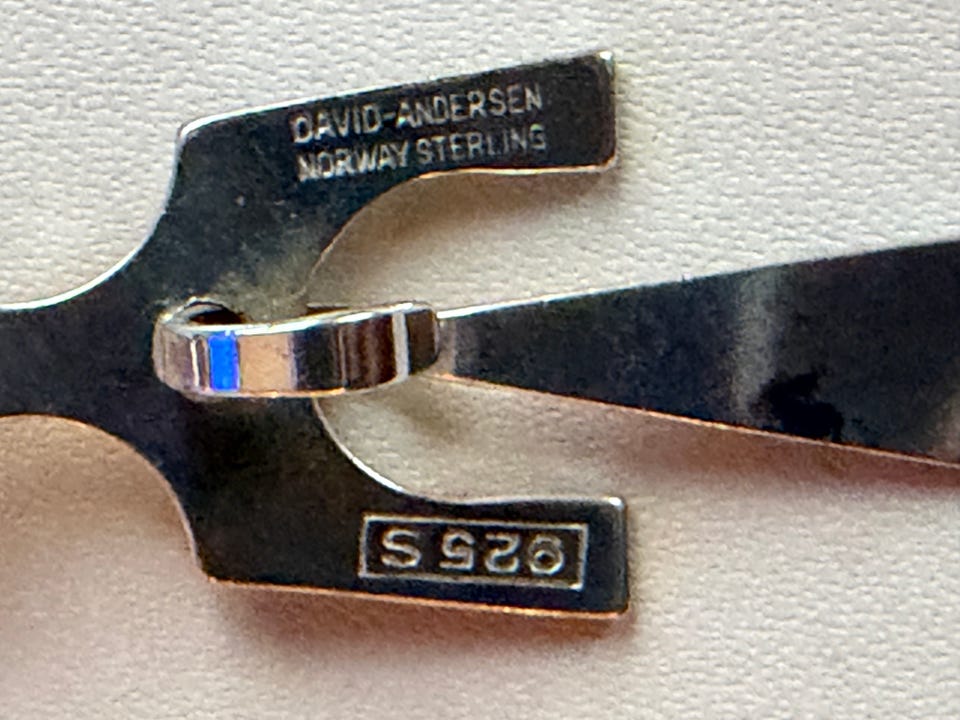 DAVID-ANDERSEN
NORWAY STERLING
925 S